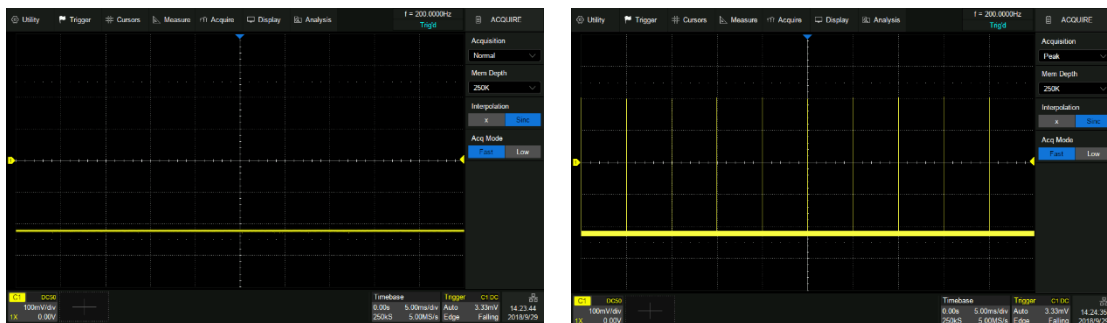 Utility Trigger Cursors Measure Acquire Display Analysis f = 200.0000Hz Trig'd ACQUIRE
Acquisition
Normal
Mem Depth
250K
Interpolation
x Sinc
Acq Mode
Fast Low
C1 DC50
100mV/div
1X 0.00V
Timebase
0.00s 5.00ms/div
250kS 5.00MS/s
Trigger C1 DC
Auto 3.33mV
Edge Falling
14:23:44
2018/9/29
Utility Trigger Cursors Measure Acquire Display Analysis f = 200.0000Hz Trig'd ACQUIRE
Acquisition
Peak
Mem Depth
250K
Interpolation
x Sinc
Acq Mode
Fast Low
C1 DC50
100mV/div
1X 0.00V
Timebase
0.00s 5.00ms/div
250kS 5.00MS/s
Trigger C1 DC
Auto 3.33mV
Edge Falling
14:24:35
2018/9/29